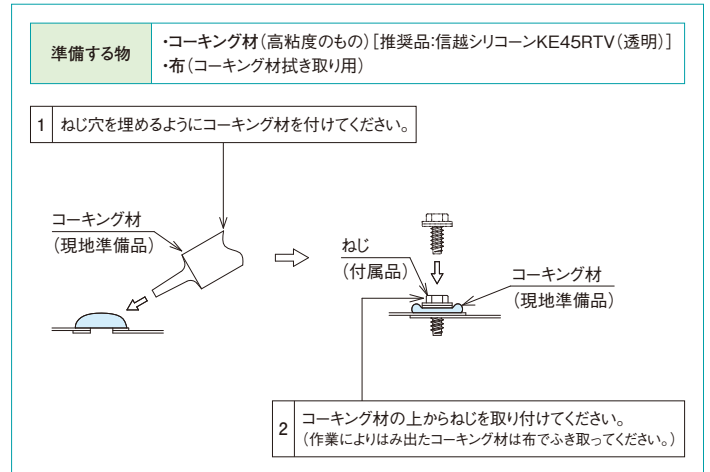 準備する物
・コーキング材(高粘度のもの)[推奨品:信越シリコーンKE45RTV(透明)]
・布(コーキング材拭き取り用)
1 ねじ穴を埋めるようにコーキング材を付けてください。
コーキング材
(現地準備品)
ねじ
(付属品)
コーキング材
(現地準備品)
2 コーキング材の上からねじを取り付けてください。
(作業によりはみ出たコーキング材は布でふき取ってください。)